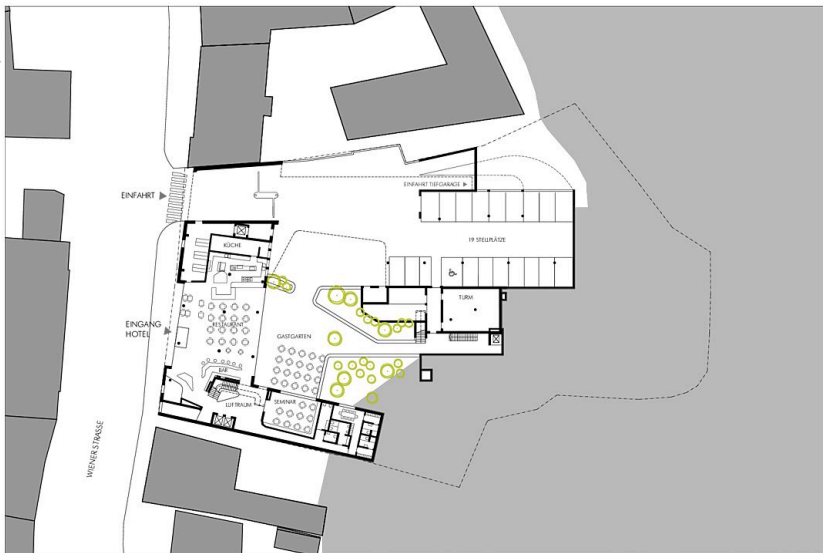 EINFAHRT
EINFAHRT TIEFGARAGE
19 STELLPLÄTZE
KÜCHE
TURM
EINGANG
HOTEL
RESTAURANT
GASTGARTEN
BAR
LUFTRAUM
SEMINAR
WIENER STRASSE